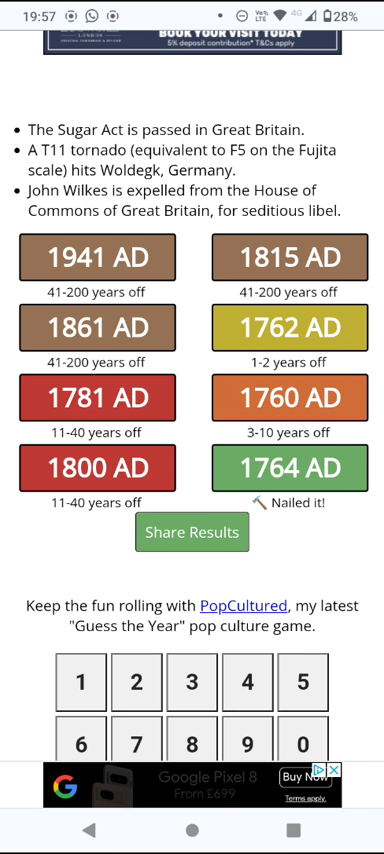 19:57
VoIP LTE 4G 28%
LONDON
BOOK YOUR VISIT TODAY
5% deposit contribution* T&Cs apply
• The Sugar Act is passed in Great Britain.
• A T11 tornado (equivalent to F5 on the Fujita
scale) hits Woldegk, Germany.
• John Wilkes is expelled from the House of
Commons of Great Britain, for seditious libel.
1941 AD 1815 AD
41-200 years off 41-200 years off
1861 AD 1762 AD
41-200 years off 1-2 years off
1781 AD 1760 AD
11-40 years off 3-10 years off
1800 AD 1764 AD
11-40 years off 🔨 Nailed it!
Share Results
Keep the fun rolling with PopCultured, my latest
"Guess the Year" pop culture game.
1 2 3 4 5
6 7 8 9 0
G Google Pixel 8 Buy Now
From £699 Terms apply.